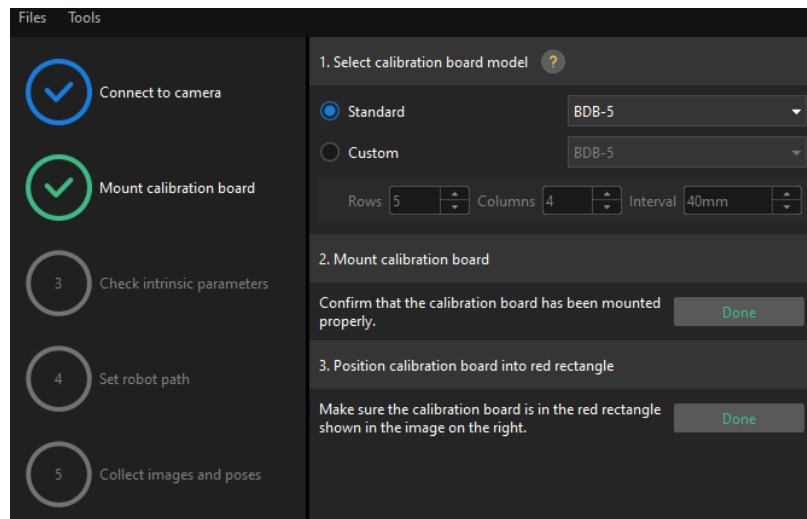 Files Tools
Connect to camera
Mount calibration board
3 Check intrinsic parameters
4 Set robot path
5 Collect images and poses
1. Select calibration board model ?
Standard BDB-5
Custom BDB-5
Rows 5 Columns 4 Interval 40mm
2. Mount calibration board
Confirm that the calibration board has been mounted
properly.
Done
3. Position calibration board into red rectangle
Make sure the calibration board is in the red rectangle
shown in the image on the right.
Done